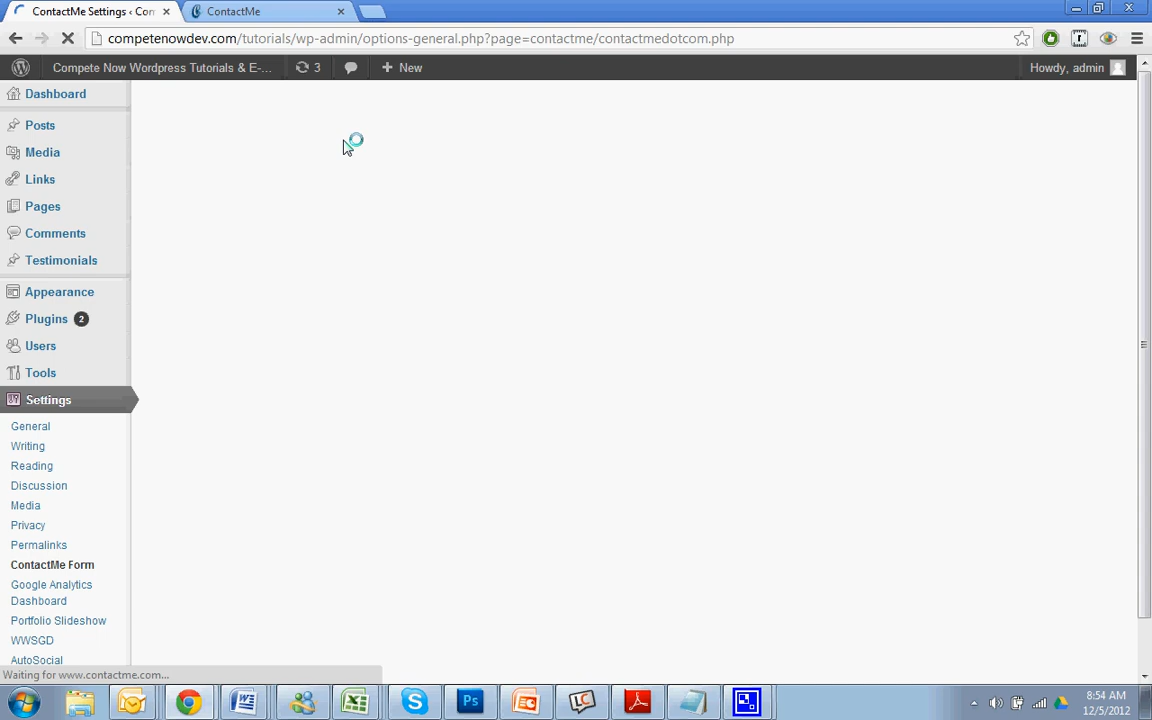 ContactMe Settings ‹ Con
ContactMe
competenowdev.com/tutorials/wp-admin/options-general.php?page=contactme/contactmedotcom.php
Compete Now Wordpress Tutorials & E-... 3 New Howdy, admin
Dashboard
Posts
Media
Links
Pages
Comments
Testimonials
Appearance
Plugins 2
Users
Tools
Settings
General
Writing
Reading
Discussion
Media
Privacy
Permalinks
ContactMe Form
Google Analytics
Dashboard
Portfolio Slideshow
WWSGD
AutoSocial
Waiting for www.contactme.com...
8:54 AM
12/5/2012